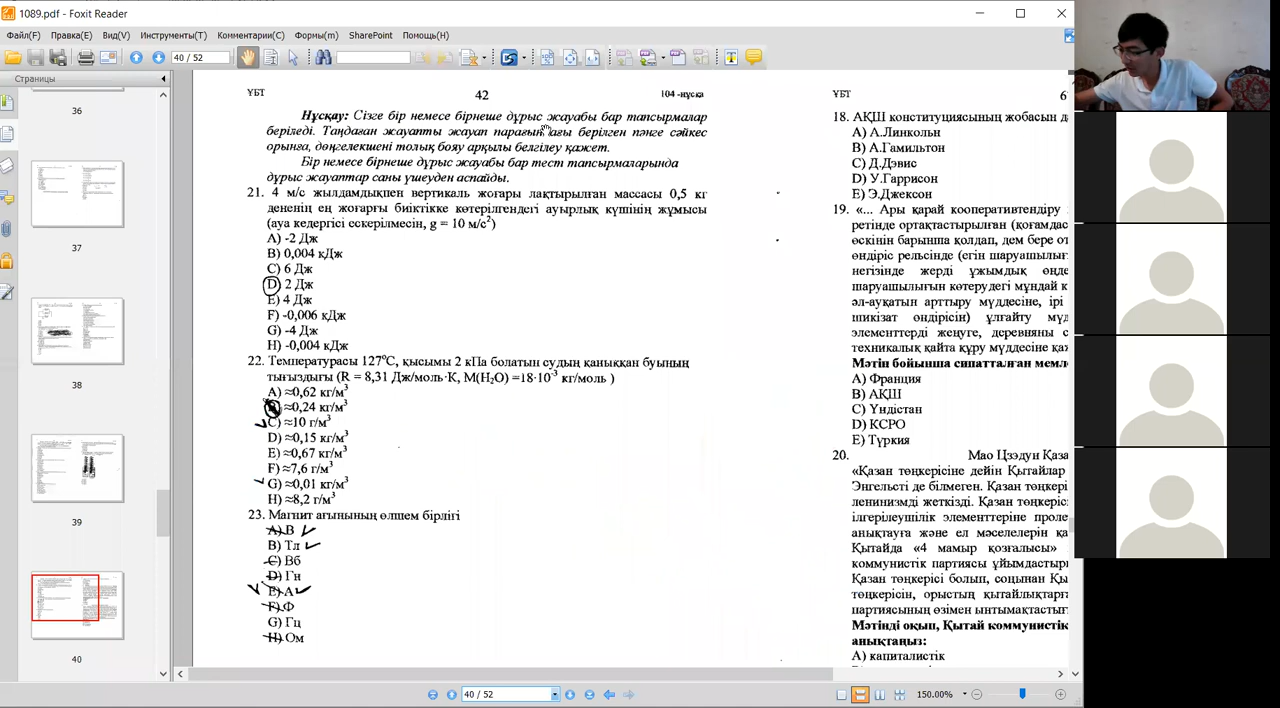 1089.pdf - Foxit Reader
Файл(F) Правка(E) Вид(V) Инструменты(T) Комментарии(C) Формы(m) SharePoint Помощь(H)
40 / 52
Страницы
36
37
38
39
40
ҰБТ 42 104 -нұсқа
Нұсқау: Сізге бір немесе бірнеше дұрыс жауабы бар тапсырмалар
беріледі. Таңдаған жауапты жауап парағындағы берілген пәнге сәйкес
орынға, дөңгелекшені толық бояу арқылы белгілеу қажет.
Бір немесе бірнеше дұрыс жауабы бар тест тапсырмаларында
дұрыс жауаптар саны үшеуден аспайды.
21. 4 м/с жылдамдықпен вертикаль жоғары лақтырылған массасы 0,5 кг
дененің ең жоғарғы биіктікке көтерілгендегі ауырлық күшінің жұмысы
(ауа кедергісі ескерілмесін, g = 10 м/с²)
A) -2 Дж
B) 0,004 кДж
C) 6 Дж
D) 2 Дж
E) 4 Дж
F) -0,006 кДж
G) -4 Дж
H) -0,004 кДж
22. Температурасы 127⁰С, қысымы 2 кПа болатын судың қаныққан буының
тығыздығы (R = 8,31 Дж/моль·К, M(H₂O) =18·10⁻³ кг/моль )
A) ≈0,62 кг/м³
≈0,24 кг/м³
C) ≈10 г/м³
D) ≈0,15 кг/м³
E) ≈0,67 кг/м³
F) ≈7,6 г/м³
G) ≈0,01 кг/м³
H) ≈8,2 г/м³
23. Магнит ағынының өлшем бірлігі
A) В
B) Тл
C) Вб
D) Гн
E) А
F) Ф
G) Гц
H) Ом
ҰБТ 6
18. АҚШ конституциясының жобасын д
A) А.Линкольн
B) А.Гамильтон
C) Д.Дэвис
D) У.Гаррисон
E) Э.Джексон
19. «... Ары қарай кооперативтендіру
ретінде ортақтастырылған (қоғамдас
өскінін барынша қолдап, дем бере от
өндіріс рельсінде (егін шаруашылығ
негізінде жерді ұжымдық өңде
шаруашылығын көтерудегі мұндай к
әл-ауқатын арттыру мүддесіне, ірі
шикізат өндірісін) ұлғайту мүд
элементтерді жеңуге, деревняны с
техникалық қайта құру мүддесіне қаж
Мәтін бойынша сипатталған мемл
A) Франция
B) АҚШ
C) Үндістан
D) КСРО
E) Түркия
20. Мао Цзэдун Қаза
«Қазан төңкерісіне дейін Қытайлар
Энгельсті де білмеген. Қазан төңкеріс
ленинизмді жеткізді. Қазан төңкеріс
ілгерілеушілік элементтеріне проле
анықтауға және ел мәселелерін қа
Қытайда «4 мамыр қозғалысы»
коммунистік партиясы ұйымдастыры
Қазан төңкерісі болып, соңынан Қы
төңкерісін, орыстың қытайлықтарға
партиясының өзімен ынтымақтастығ
Мәтінді оқып, Қытай коммунистік
анықтаңыз:
A) капиталистік
40 / 52
150.00%